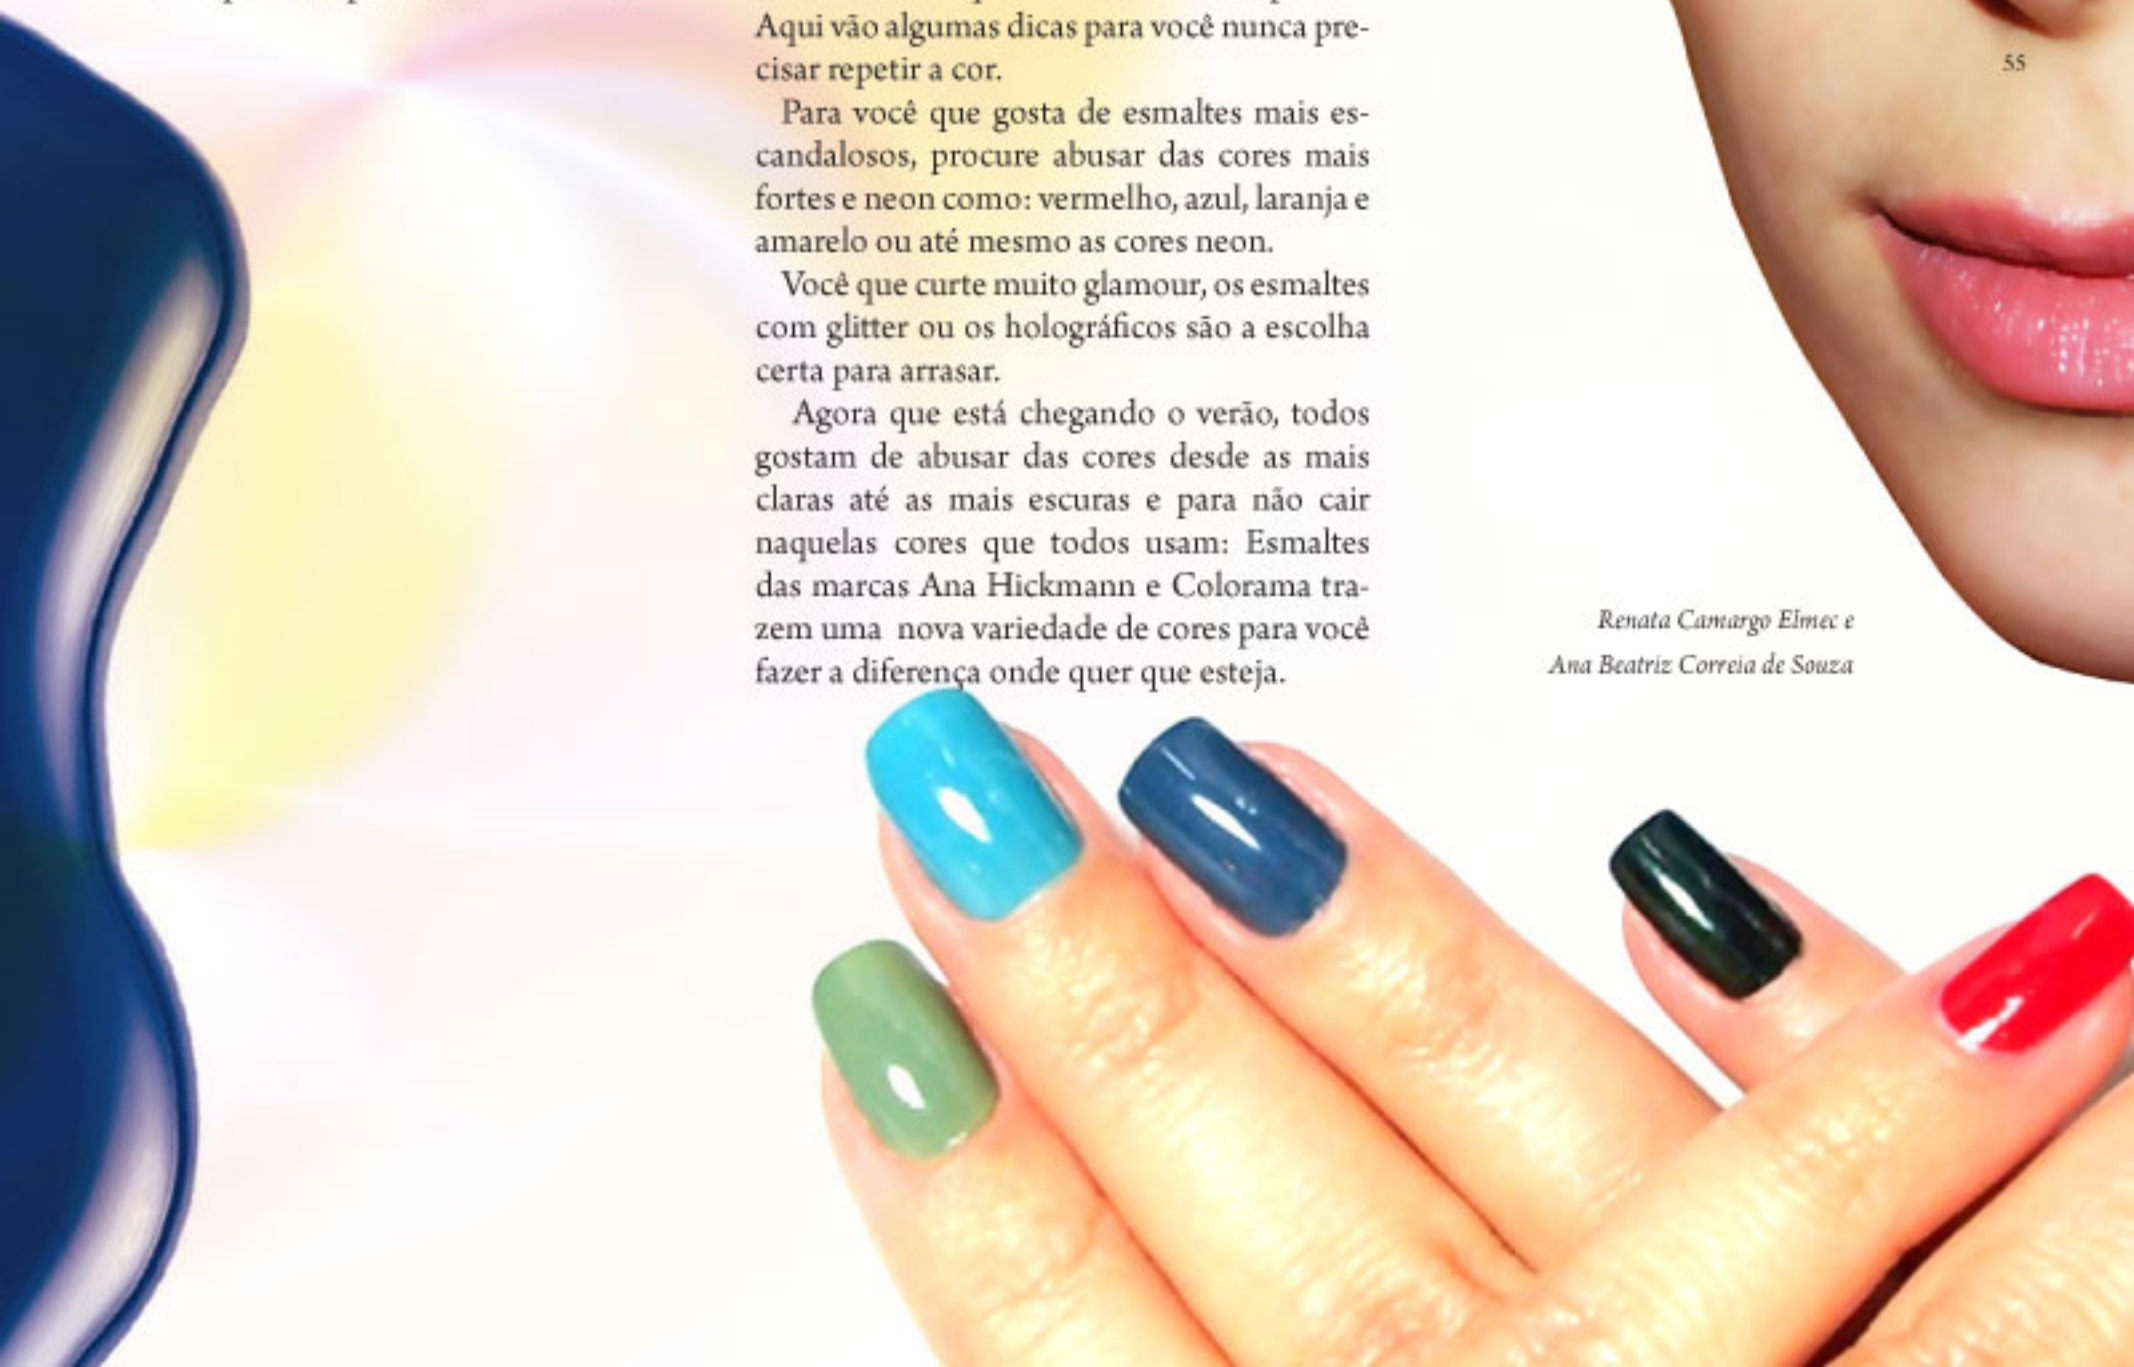 Aqui vão algumas dicas para você nunca pre-
cisar repetir a cor.
Para você que gosta de esmaltes mais es-
candalosos, procure abusar das cores mais
fortes e neon como: vermelho, azul, laranja e
amarelo ou até mesmo as cores neon.
Você que curte muito glamour, os esmaltes
com glitter ou os holográficos são a escolha
certa para arrasar.
Agora que está chegando o verão, todos
gostam de abusar das cores desde as mais
claras até as mais escuras e para não cair
naquelas cores que todos usam: Esmaltes
das marcas Ana Hickmann e Colorama tra-
zem uma nova variedade de cores para você
fazer a diferença onde quer que esteja.
55
Renata Camargo Elmec e
Ana Beatriz Correia de Souza